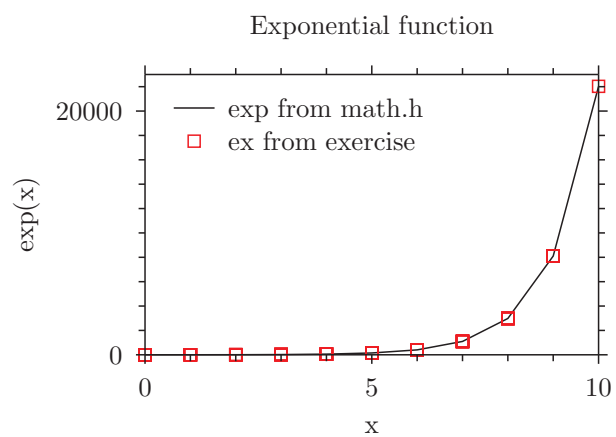 Exponential function
20000
exp from math.h
ex from exercise
exp(x)
0
0 5 10
x